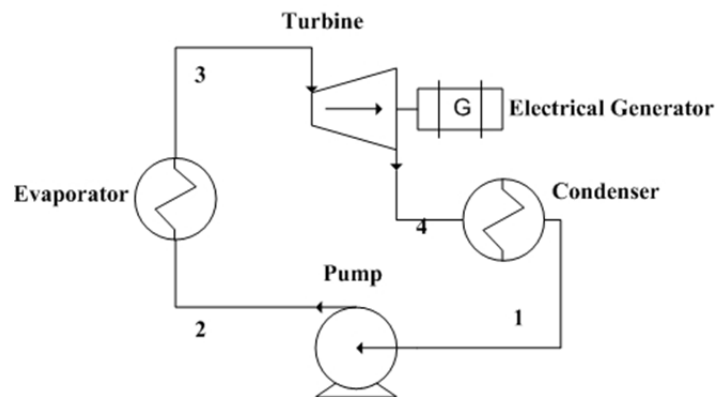 Turbine
3
G
Electrical Generator
Evaporator
Condenser
4
Pump
1
2